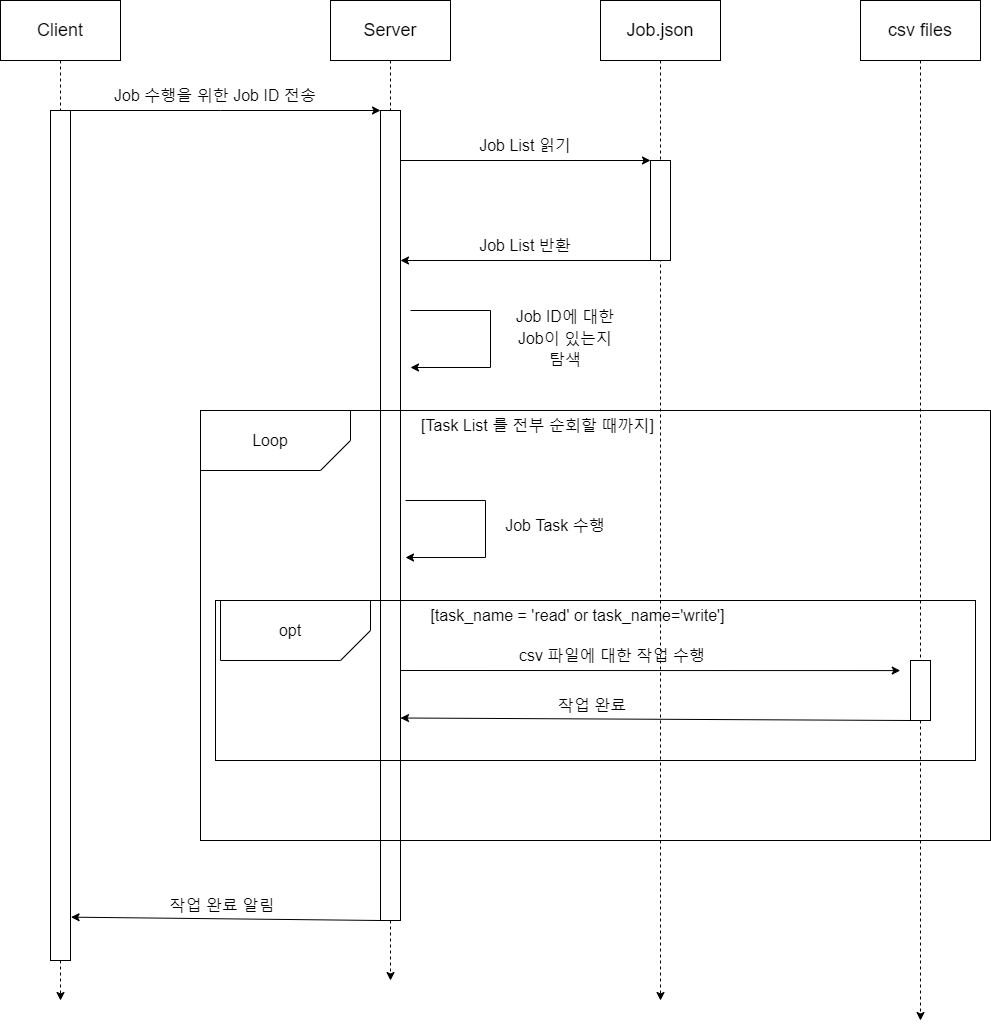 Client
Server
Job.json
csv files
Job 수행을 위한 Job ID 전송
Job List 읽기
Job List 반환
Job ID에 대한
Job이 있는지
탐색
Loop
[Task List 를 전부 순회할 때까지]
Job Task 수행
opt
[task_name = 'read' or task_name='write']
csv 파일에 대한 작업 수행
작업 완료
작업 완료 알림